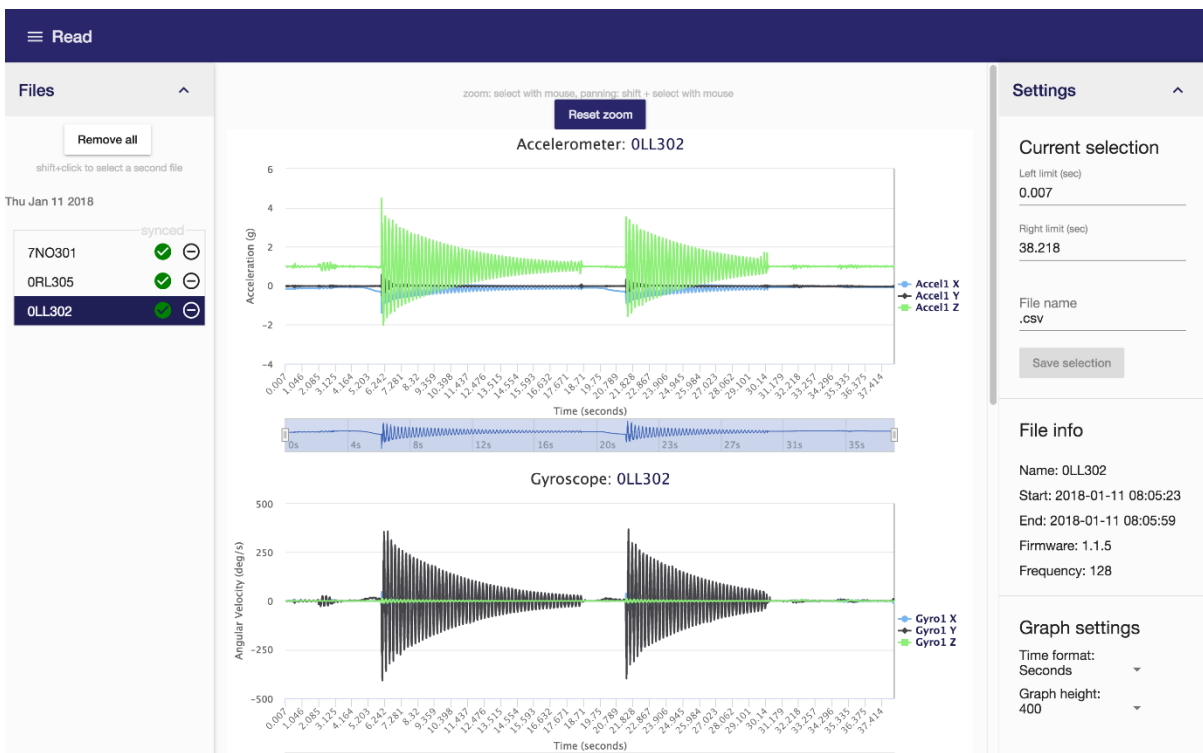 Read
Files
Remove all
shift+click to select a second file
Thu Jan 11 2018
synced
7NO301
0RL305
0LL302
zoom: select with mouse, panning: shift + select with mouse
Reset zoom
Accelerometer: 0LL302
Acceleration (g)
6
4
2
0
−2
−4
Accel1 X
Accel1 Y
Accel1 Z
0.007 1.046 2.085 3.125 4.164 5.203 6.242 7.281 8.32 9.359 10.398 11.437 12.476 13.515 14.554 15.593 16.632 17.671 18.71 19.75 20.789 21.828 22.867 23.906 24.945 25.984 27.023 28.062 29.101 30.14 31.179 32.218 33.257 34.296 35.335 36.375 37.414
Time (seconds)
0s 4s 8s 12s 16s 20s 23s 27s 31s 35s
Gyroscope: 0LL302
Angular Velocity (deg/s)
500
250
0
−250
−500
Gyro1 X
Gyro1 Y
Gyro1 Z
0.007 1.046 2.085 3.125 4.164 5.203 6.242 7.281 8.32 9.359 10.398 11.437 12.476 13.515 14.554 15.593 16.632 17.671 18.71 19.75 20.789 21.828 22.867 23.906 24.945 25.984 27.023 28.062 29.101 30.14 31.179 32.218 33.257 34.296 35.335 36.375 37.414
Time (seconds)
Settings
Current selection
Left limit (sec)
0.007
Right limit (sec)
38.218
File name
.csv
Save selection
File info
Name: 0LL302
Start: 2018-01-11 08:05:23
End: 2018-01-11 08:05:59
Firmware: 1.1.5
Frequency: 128
Graph settings
Time format:
Seconds
Graph height:
400